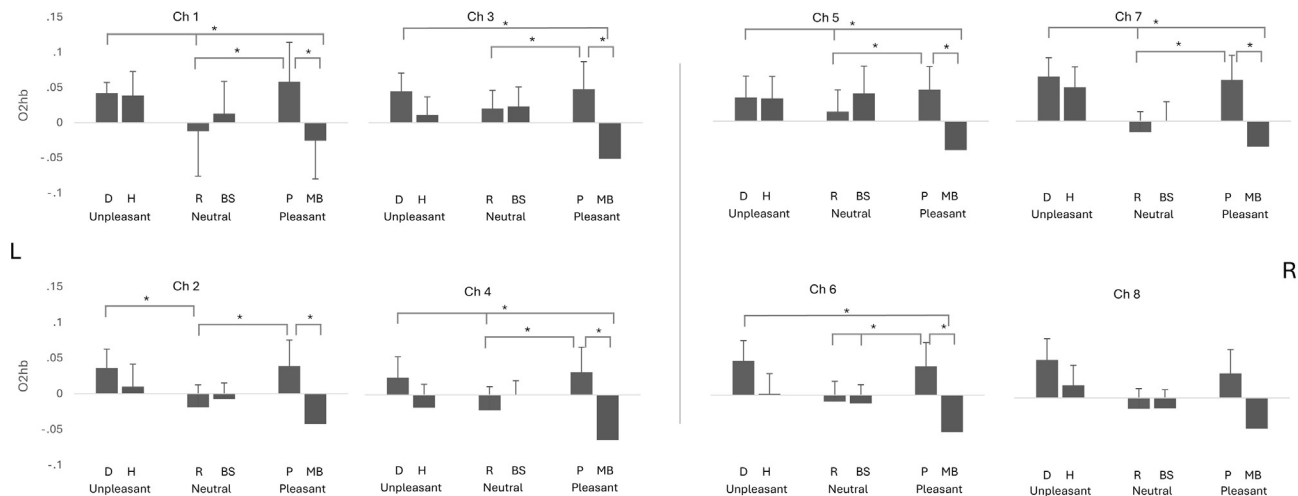 Ch 1
Ch 3
Ch 5
Ch 7
* * * *
* * * * * * * *
.15
.1
.05
0
-.05
-.1
O2hb
D H R BS P MB
Unpleasant Neutral Pleasant
D H R BS P MB
Unpleasant Neutral Pleasant
D H R BS P MB
Unpleasant Neutral Pleasant
D H R BS P MB
Unpleasant Neutral Pleasant
L
R
Ch 2
Ch 4
Ch 6
Ch 8
* * *
* * * * * *
.15
.1
.05
0
-.05
-.1
O2hb
D H R BS P MB
Unpleasant Neutral Pleasant
D H R BS P MB
Unpleasant Neutral Pleasant
D H R BS P MB
Unpleasant Neutral Pleasant
D H R BS P MB
Unpleasant Neutral Pleasant